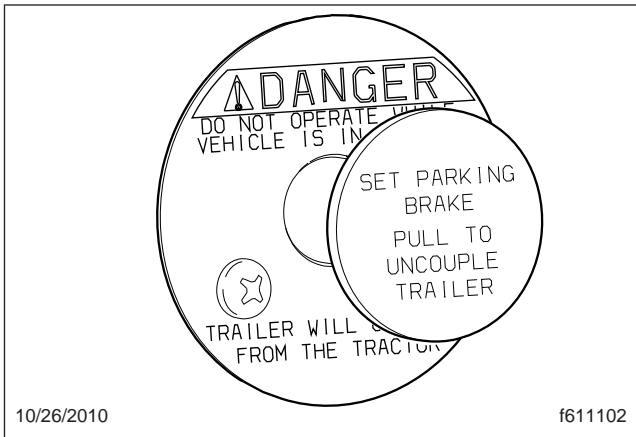 DANGER
DO NOT OPERATE WHILE
VEHICLE IS IN
SET PARKING
BRAKE
PULL TO
UNCOUPLE
TRAILER
TRAILER WILL
FROM THE TRACTOR
10/26/2010
f611102